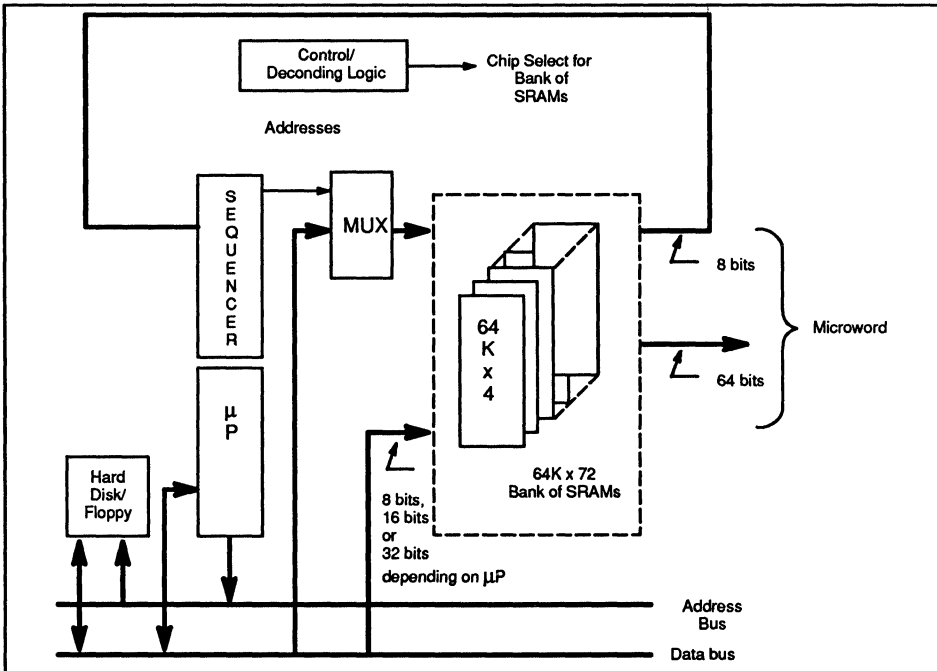 Control/
Deconding Logic
Chip Select for
Bank of
SRAMs
Addresses
SEQUENCER
MUX
8 bits
Microword
64
K
x
4
64 bits
µ
P
Hard
Disk/
Floppy
64K x 72
Bank of SRAMs
8 bits,
16 bits
or
32 bits
depending on µP
Address
Bus
Data bus